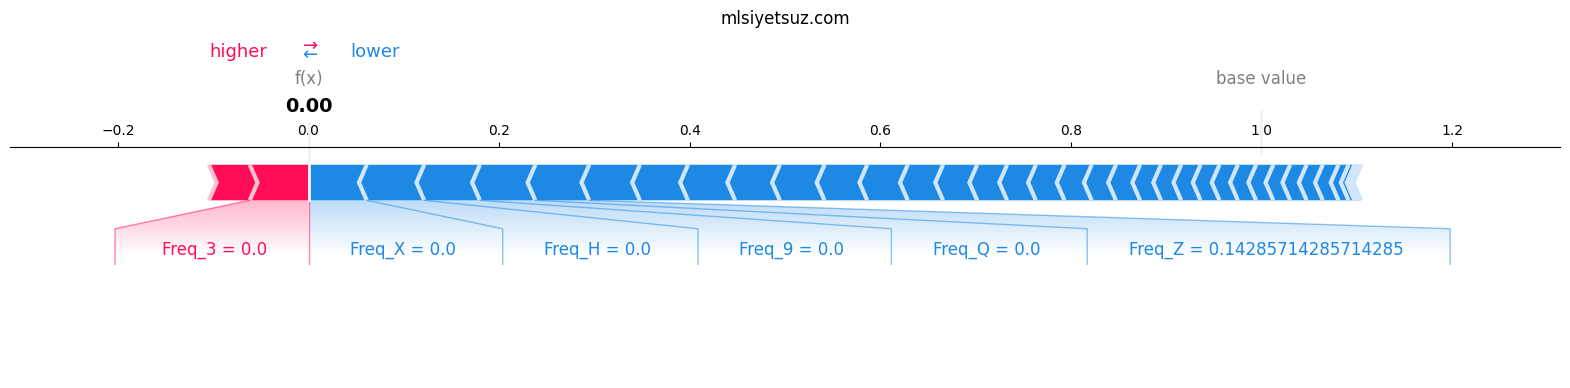 mlsiyetsuz.com
higher ⇄ lower
f(x) base value
0.00
−0.2 0.0 0.2 0.4 0.6 0.8 1.0 1.2
Freq_3 = 0.0 Freq_X = 0.0 Freq_H = 0.0 Freq_9 = 0.0 Freq_Q = 0.0 Freq_Z = 0.14285714285714285